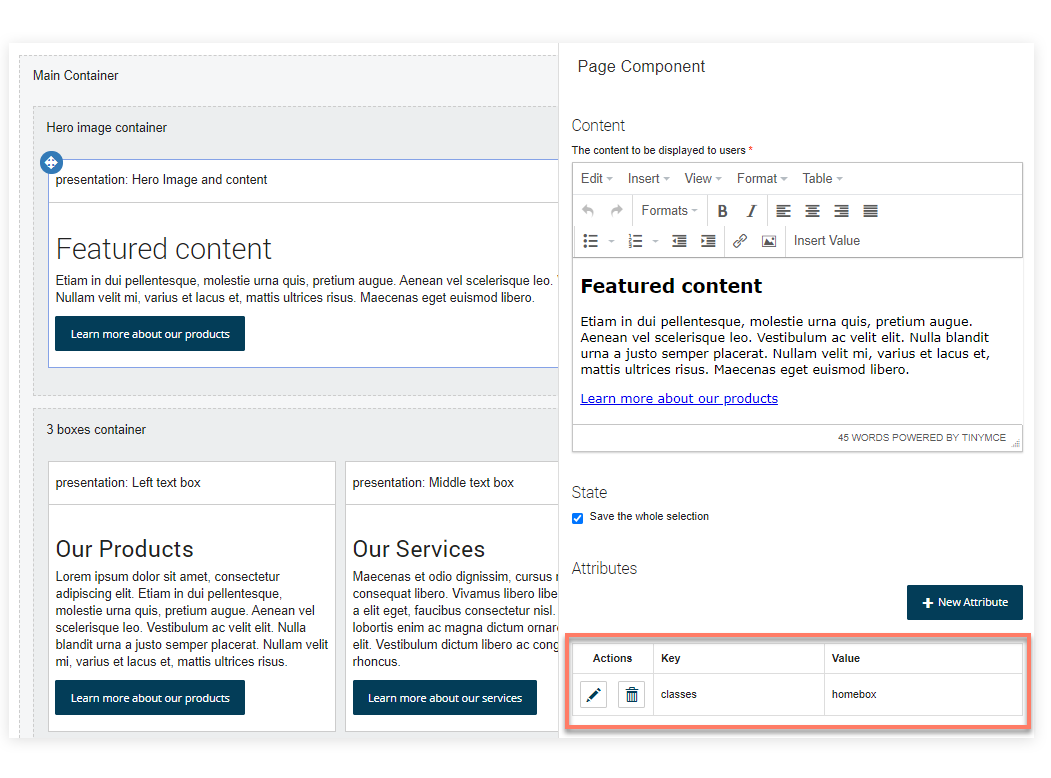 Main Container
Hero image container
presentation: Hero Image and content
Featured content
Etiam in dui pellentesque, molestie urna quis, pretium augue. Aenean vel scelerisque leo.
Nullam velit mi, varius et lacus et, mattis ultrices risus. Maecenas eget euismod libero.
Learn more about our products
3 boxes container
presentation: Left text box
Our Products
Lorem ipsum dolor sit amet, consectetur
adipiscing elit. Etiam in dui pellentesque,
molestie urna quis, pretium augue. Aenean vel
scelerisque leo. Vestibulum ac velit elit. Nulla
blandit urna a justo semper placerat. Nullam velit
mi, varius et lacus et, mattis ultrices risus.
Learn more about our products
presentation: Middle text box
Our Services
Maecenas et odio dignissim, cursus
consequat libero. Vivamus libero libe
a elit eget, faucibus consectetur nisl.
lobortis enim ac magna dictum ornar
elit. Vestibulum dictum libero ac cong
rhoncus.
Learn more about our services
Page Component
Content
The content to be displayed to users *
Edit Insert View Format Table
Formats B I
Insert Value
Featured content
Etiam in dui pellentesque, molestie urna quis, pretium augue.
Aenean vel scelerisque leo. Vestibulum ac velit elit. Nulla blandit
urna a justo semper placerat. Nullam velit mi, varius et lacus et,
mattis ultrices risus. Maecenas eget euismod libero.
Learn more about our products
45 WORDS POWERED BY TINYMCE
State
Save the whole selection
Attributes
+ New Attribute
Actions Key Value
classes homebox